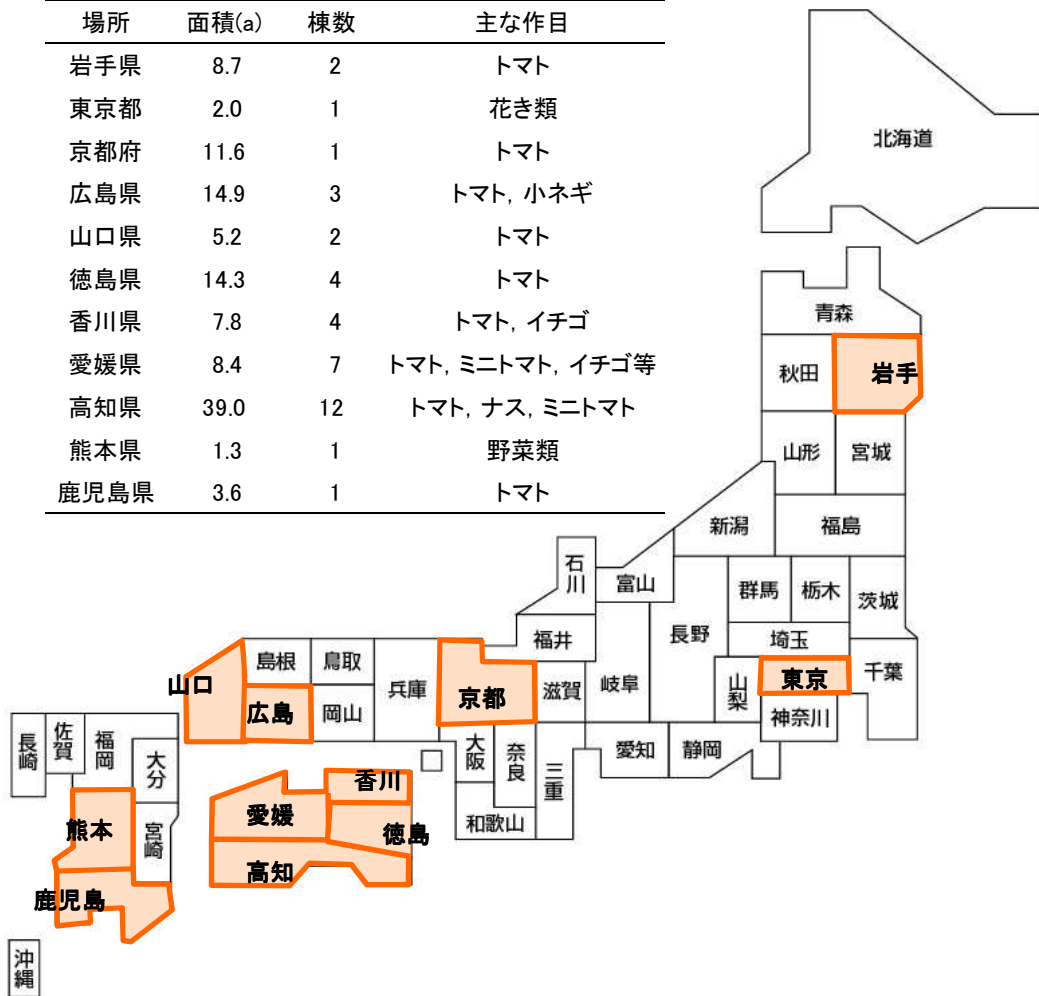 場所 面積(a) 棟数 主な作目
岩手県 8.7 2 トマト
東京都 2.0 1 花き類
京都府 11.6 1 トマト
広島県 14.9 3 トマト, 小ネギ
山口県 5.2 2 トマト
徳島県 14.3 4 トマト
香川県 7.8 4 トマト, イチゴ
愛媛県 8.4 7 トマト, ミニトマト, イチゴ等
高知県 39.0 12 トマト, ナス, ミニトマト
熊本県 1.3 1 野菜類
鹿児島県 3.6 1 トマト
北海道
青森
秋田
岩手
山形
宮城
新潟
福島
石川
富山
群馬
栃木
茨城
福井
長野
埼玉
千葉
島根
鳥取
兵庫
京都
滋賀
岐阜
山梨
東京
神奈川
山口
広島
岡山
大阪
奈良
三重
愛知
静岡
和歌山
長崎
佐賀
福岡
大分
香川
愛媛
徳島
高知
熊本
宮崎
鹿児島
沖縄